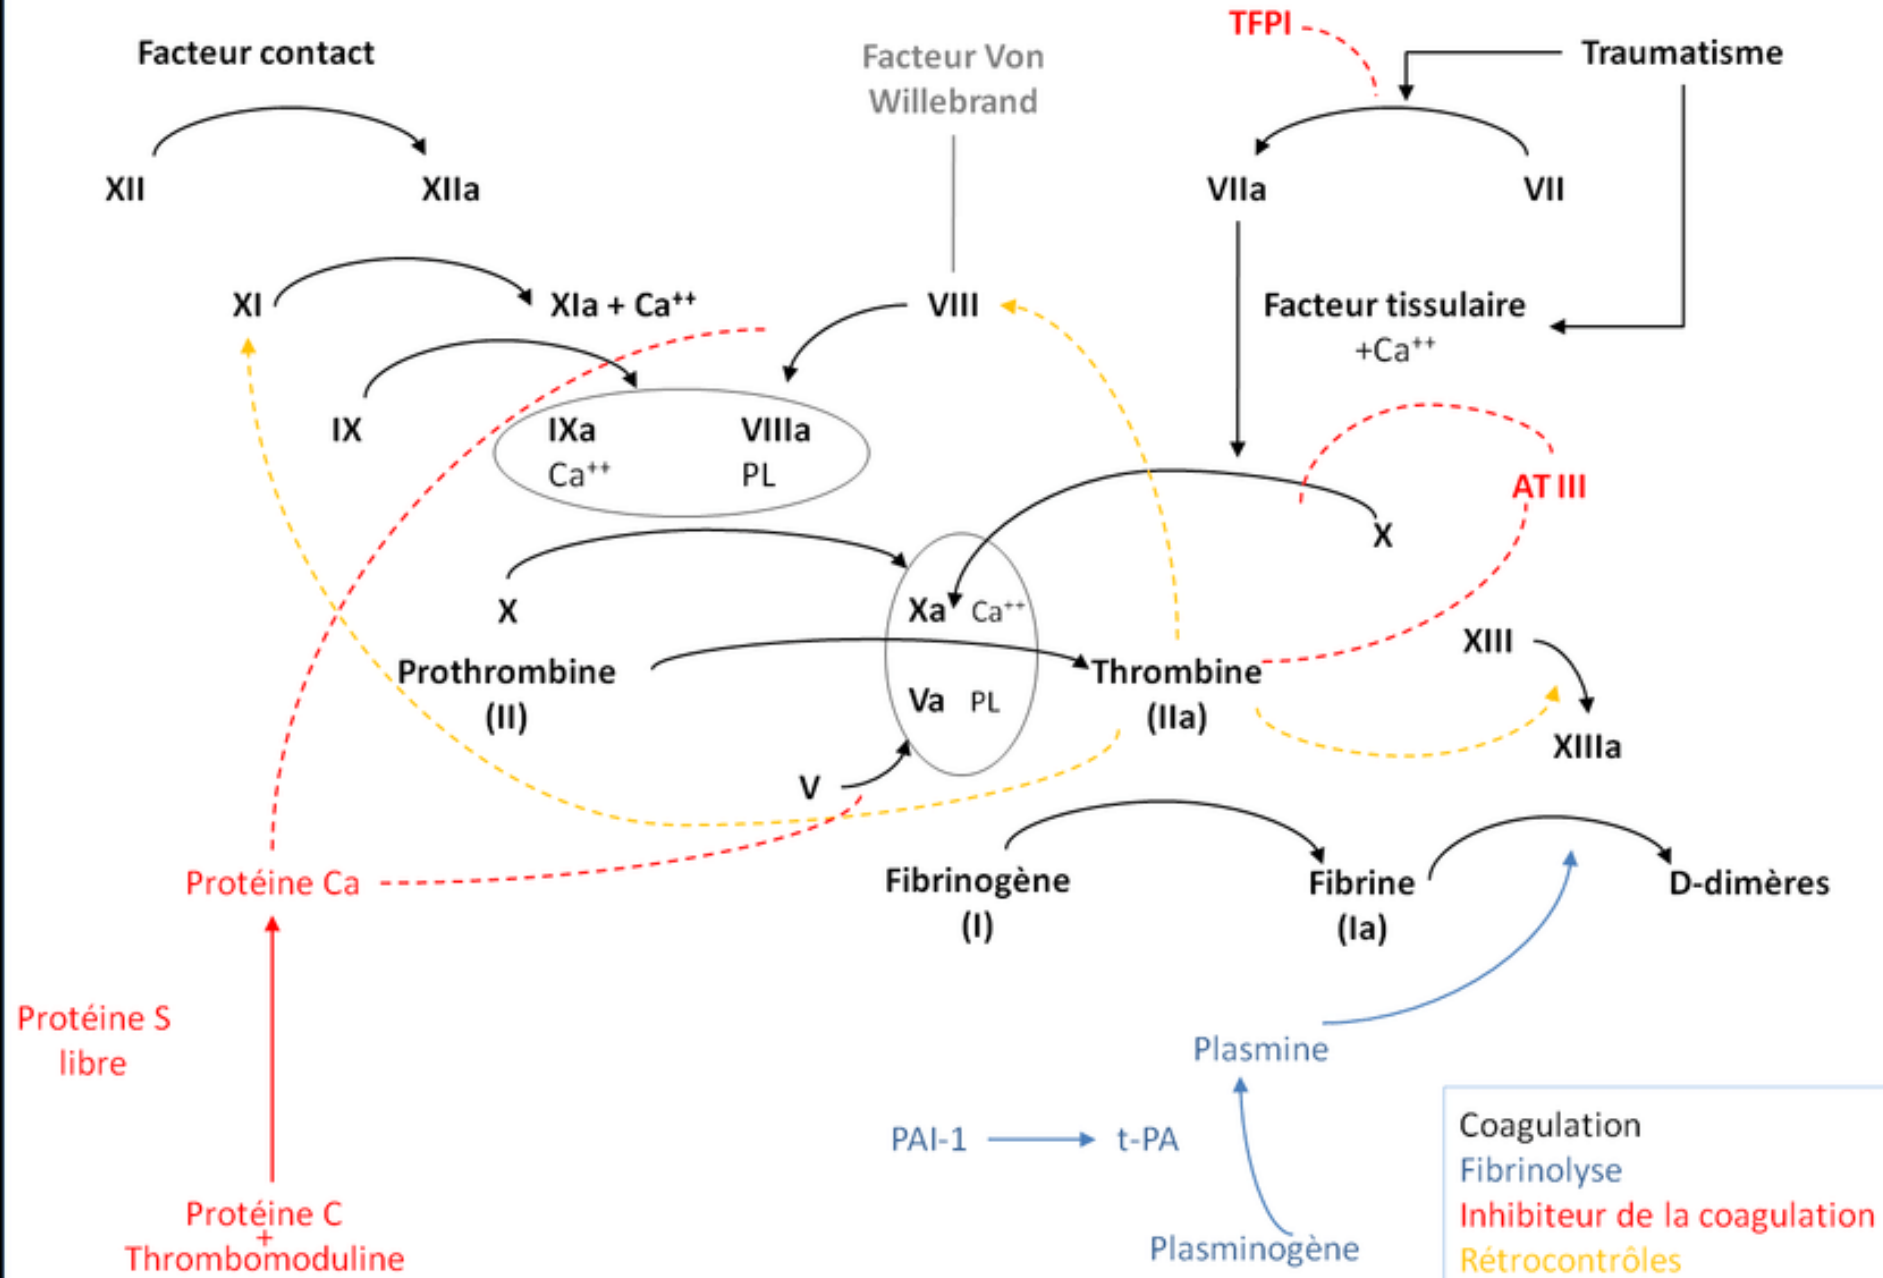 TFPI
Facteur contact
Facteur Von
Willebrand
Traumatisme
XII
XIIa
VIIa
VII
XI
XIa + Ca⁺⁺
VIII
Facteur tissulaire
+Ca⁺⁺
IX
IXa
VIIIa
Ca⁺⁺
PL
AT III
X
X
Xa
Ca⁺⁺
XIII
Prothrombine
(II)
Va
PL
Thrombine
(IIa)
XIIIa
V
Protéine Ca
Fibrinogène
(I)
Fibrine
(Ia)
D-dimères
Protéine S
libre
Plasmine
PAI-1
t-PA
Protéine C
+
Thrombomoduline
Plasminogène
Coagulation
Fibrinolyse
Inhibiteur de la coagulation
Rétrocontrôles